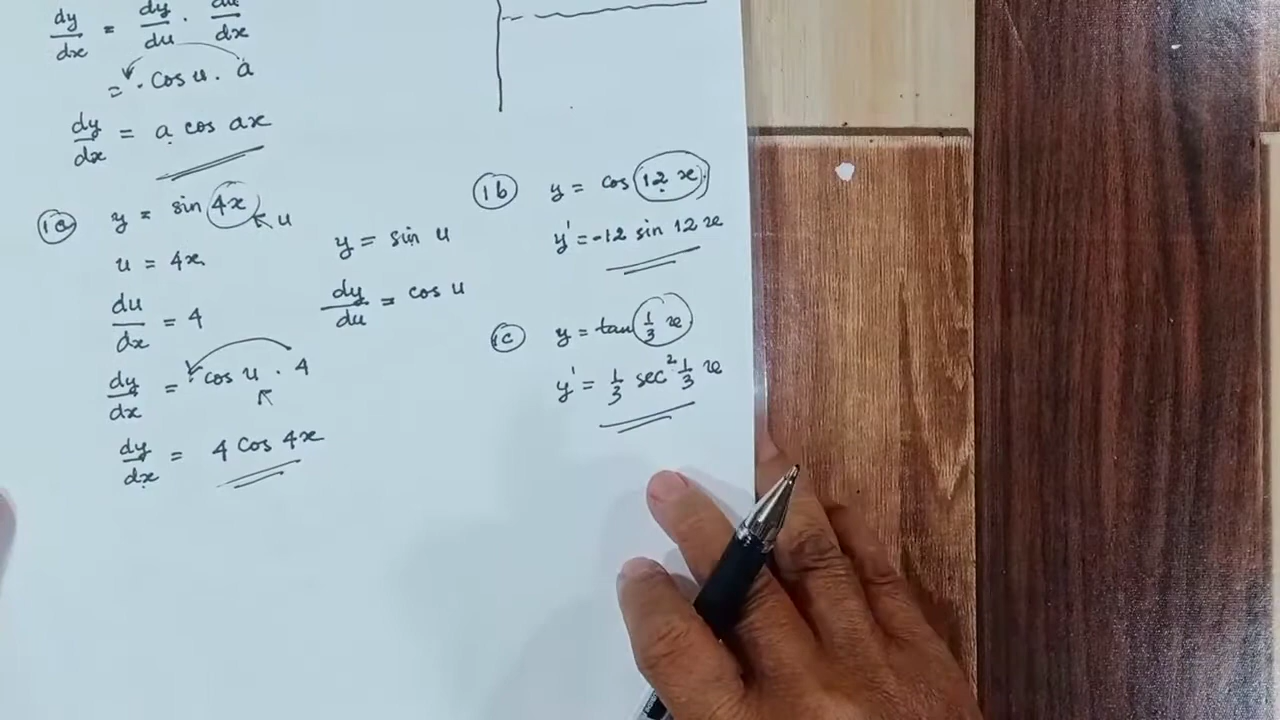 dy/dx = dy/du · du/dx
= · cos u · a
dy/dx = a cos ax
1a y = sin 4x u
u = 4x
y = sin u
du/dx = 4
dy/du = cos u
dy/dx = · cos u · 4
dy/dx = 4 cos 4x
1b y = cos 12x
y' = -12 sin 12x
1c y = tan 1/3 x
y' = 1/3 sec² 1/3 x